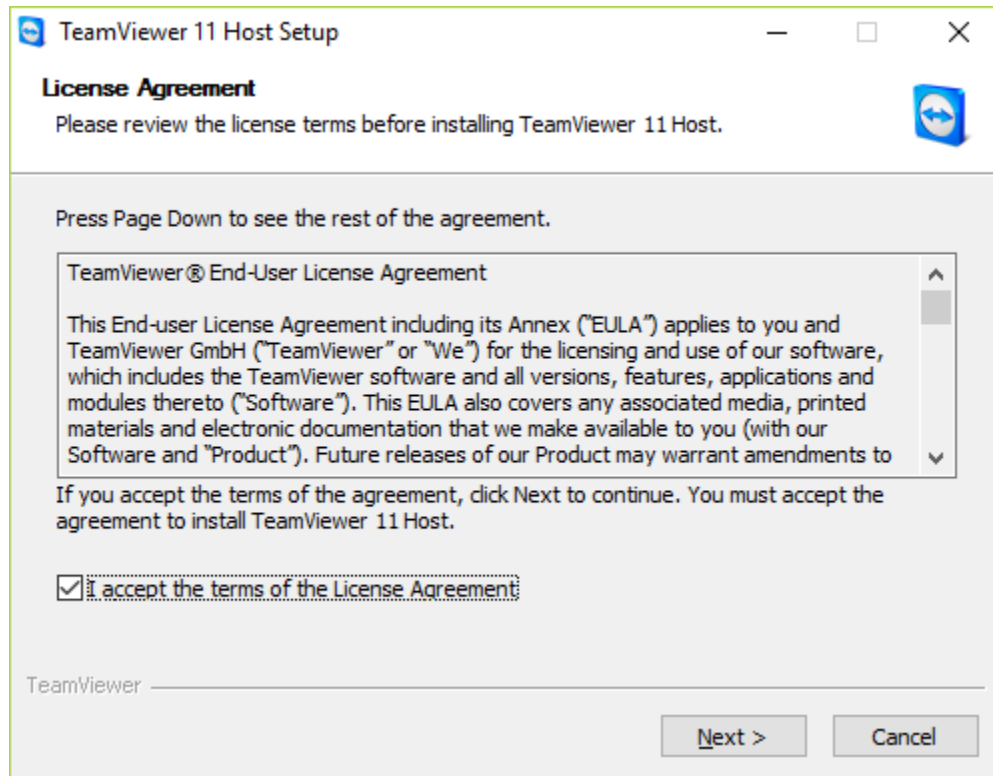 TeamViewer 11 Host Setup
License Agreement
Please review the license terms before installing TeamViewer 11 Host.
Press Page Down to see the rest of the agreement.
TeamViewer® End-User License Agreement
This End-user License Agreement including its Annex (“EULA”) applies to you and
TeamViewer GmbH (“TeamViewer” or “We”) for the licensing and use of our software,
which includes the TeamViewer software and all versions, features, applications and
modules thereto (“Software”). This EULA also covers any associated media, printed
materials and electronic documentation that we make available to you (with our
Software and “Product”). Future releases of our Product may warrant amendments to
If you accept the terms of the agreement, click Next to continue. You must accept the
agreement to install TeamViewer 11 Host.
I accept the terms of the License Agreement
TeamViewer
Next >
Cancel